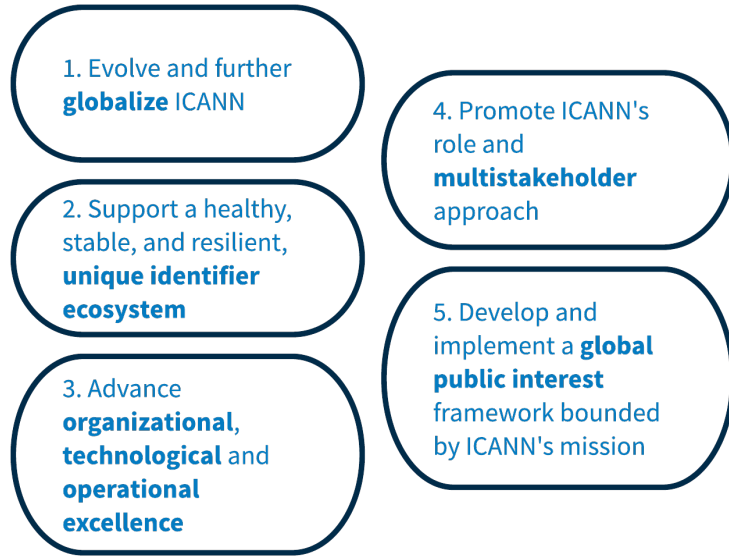 1. Evolve and further
globalize ICANN
2. Support a healthy,
stable, and resilient,
unique identifier
ecosystem
3. Advance
organizational,
technological and
operational
excellence
4. Promote ICANN's
role and
multistakeholder
approach
5. Develop and
implement a global
public interest
framework bounded
by ICANN's mission